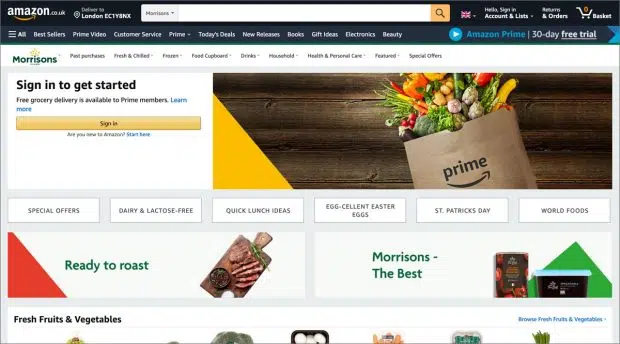 amazon.co.uk
Deliver to
London EC1Y8NX
Morrisons
Hello, Sign in
Account & Lists
Returns
& Orders
0
Basket
All Best Sellers Prime Video Customer Service Prime Today's Deals New Releases Books Gift Ideas Electronics Beauty
Amazon Prime | 30-day free trial
Morrisons Past purchases Fresh & Chilled Frozen Food Cupboard Drinks Household Health & Personal Care Featured Special Offers
Sign in to get started
Free grocery delivery is available to Prime members. Learn
more
Sign in
Are you new to Amazon? Start here
prime
SPECIAL OFFERS
DAIRY & LACTOSE-FREE
QUICK LUNCH IDEAS
EGG-CELLENT EASTER
EGGS
ST. PATRICKS DAY
WORLD FOODS
Ready to roast
Morrisons -
The Best
Fresh Fruits & Vegetables
Browse Fresh Fruits & Vegetables ›